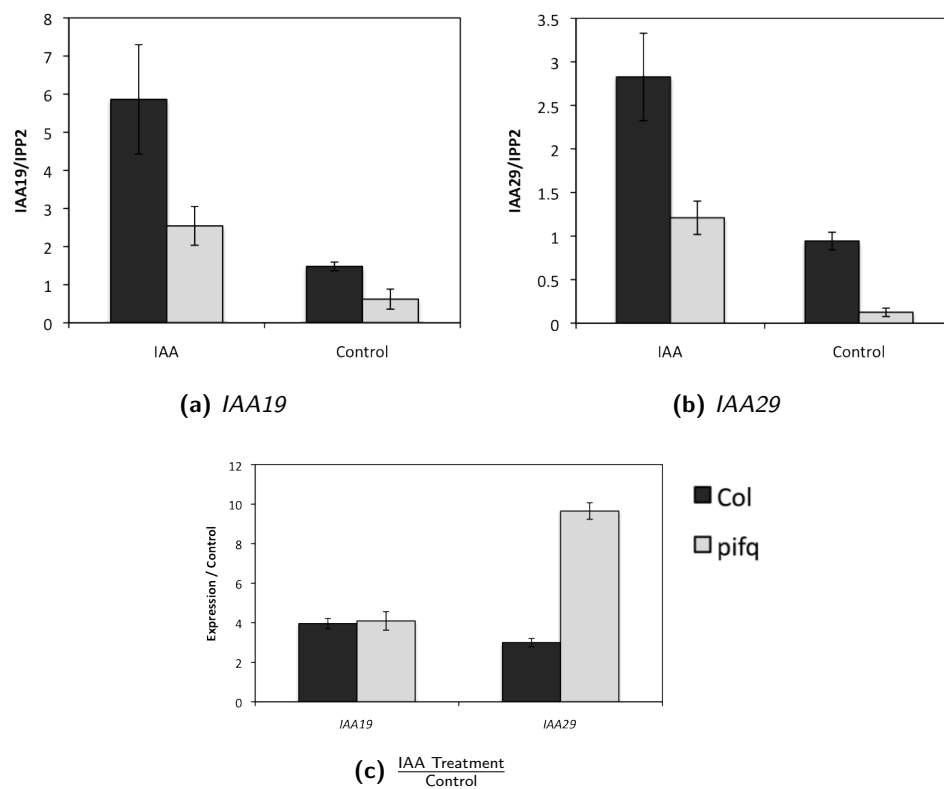 8
7
6
5
4
3
2
1
0
IAA19/IPP2
IAA Control
(a) IAA19
3.5
3
2.5
2
1.5
1
0.5
0
IAA29/IPP2
IAA Control
(b) IAA29
12
10
8
6
4
2
0
Expression / Control
IAA19 IAA29
Col
pifq
(c) IAA Treatment
Control